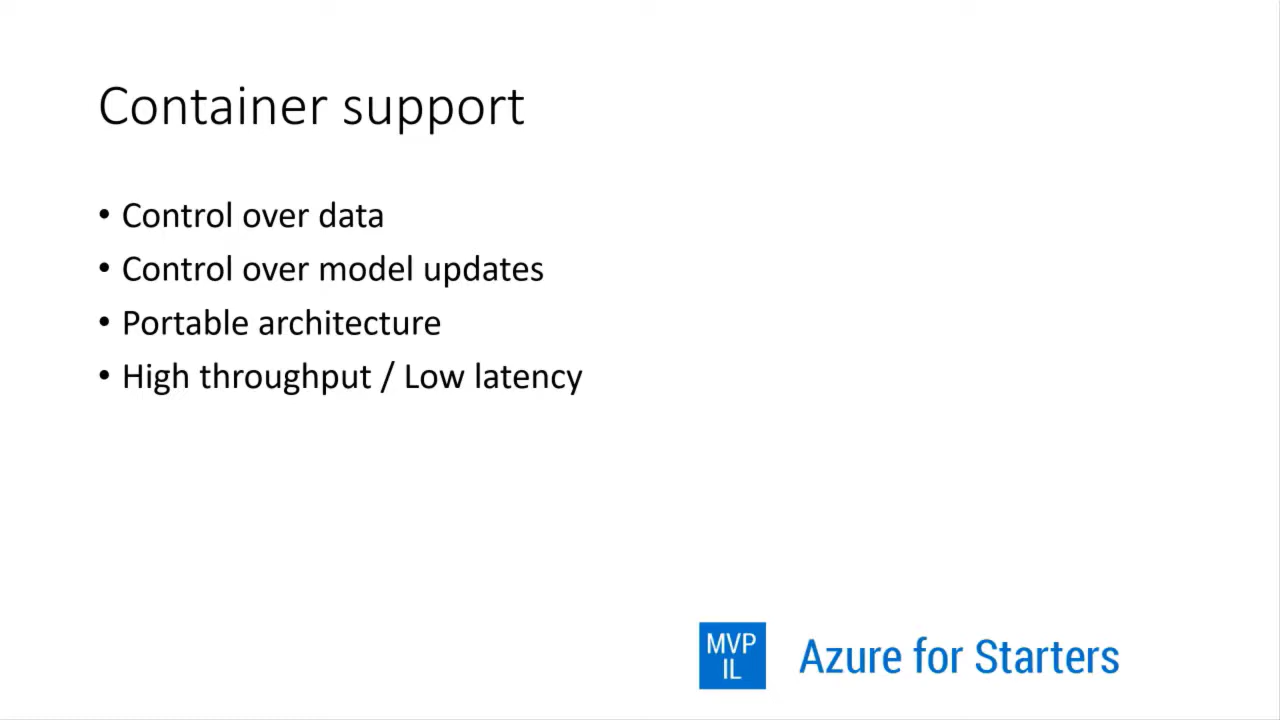 Container support
• Control over data
• Control over model updates
• Portable architecture
• High throughput / Low latency
MVP
IL
Azure for Starters